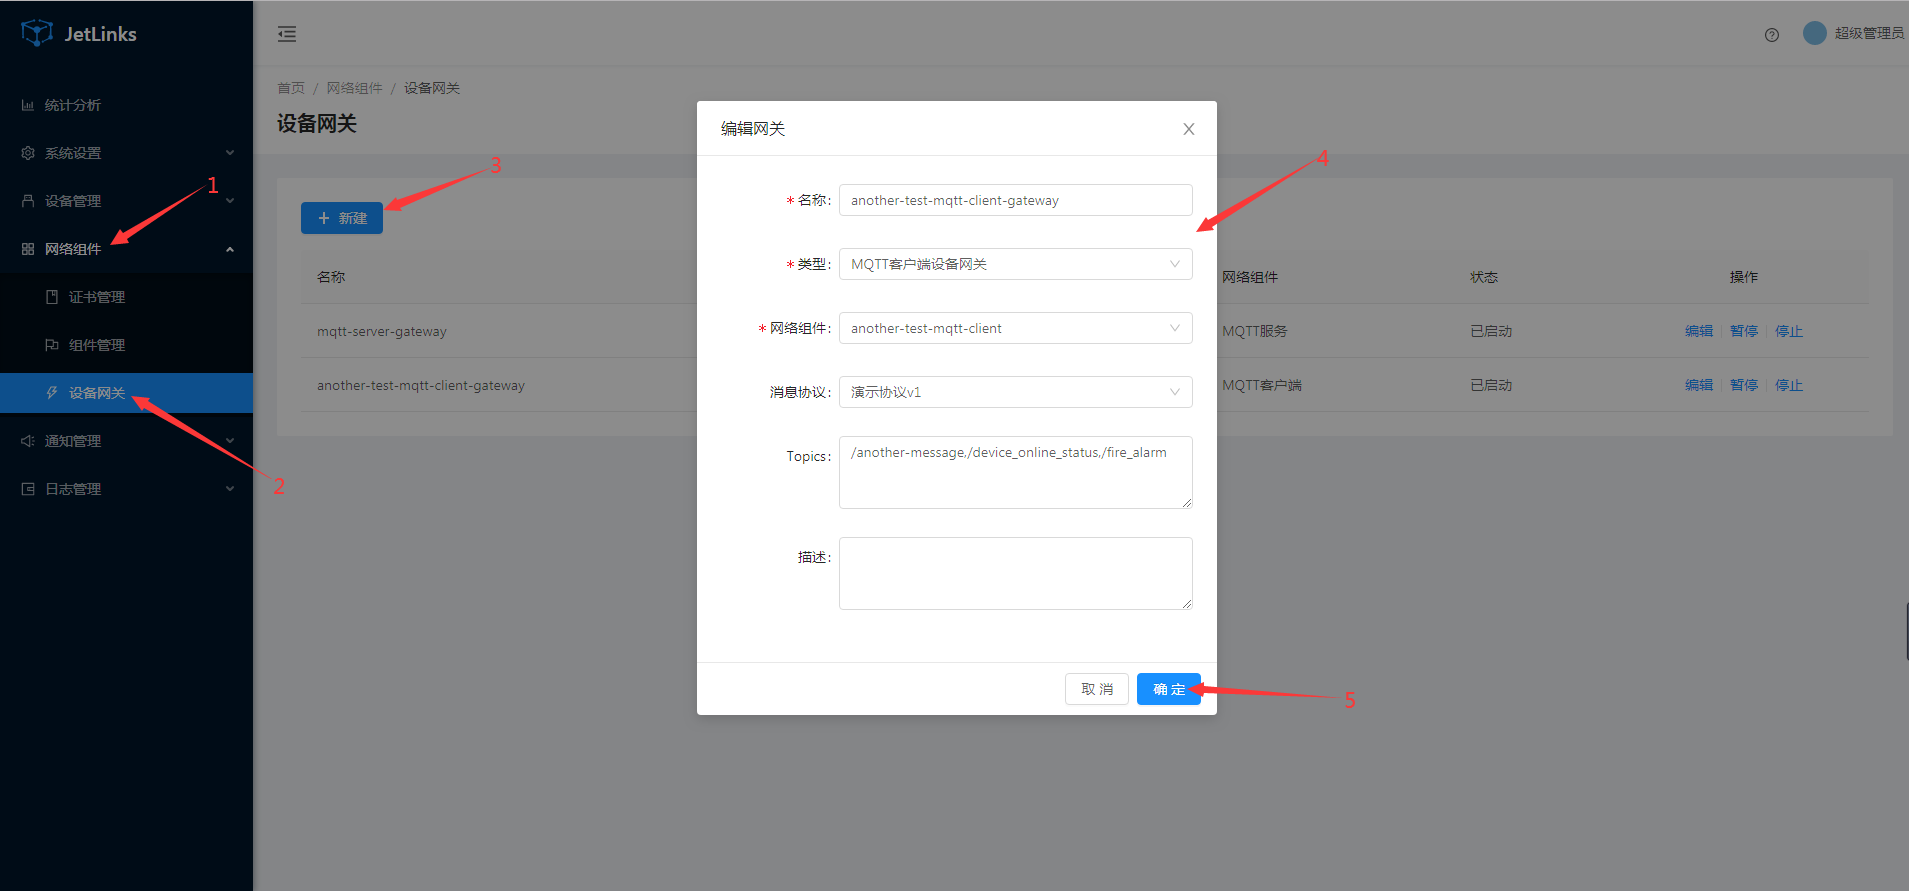 JetLinks
超级管理员
统计分析
系统设置
设备管理
网络组件
证书管理
组件管理
设备网关
通知管理
日志管理
首页 / 网络组件 / 设备网关
设备网关
新建
名称
网络组件
状态
操作
mqtt-server-gateway
MQTT服务
已启动
编辑 暂停 停止
another-test-mqtt-client-gateway
MQTT客户端
已启动
编辑 暂停 停止
编辑网关
* 名称: another-test-mqtt-client-gateway
* 类型: MQTT客户端设备网关
* 网络组件: another-test-mqtt-client
消息协议: 演示协议v1
Topics: /another-message,/device_online_status,/fire_alarm
描述:
取 消
确 定
1
2
3
4
5